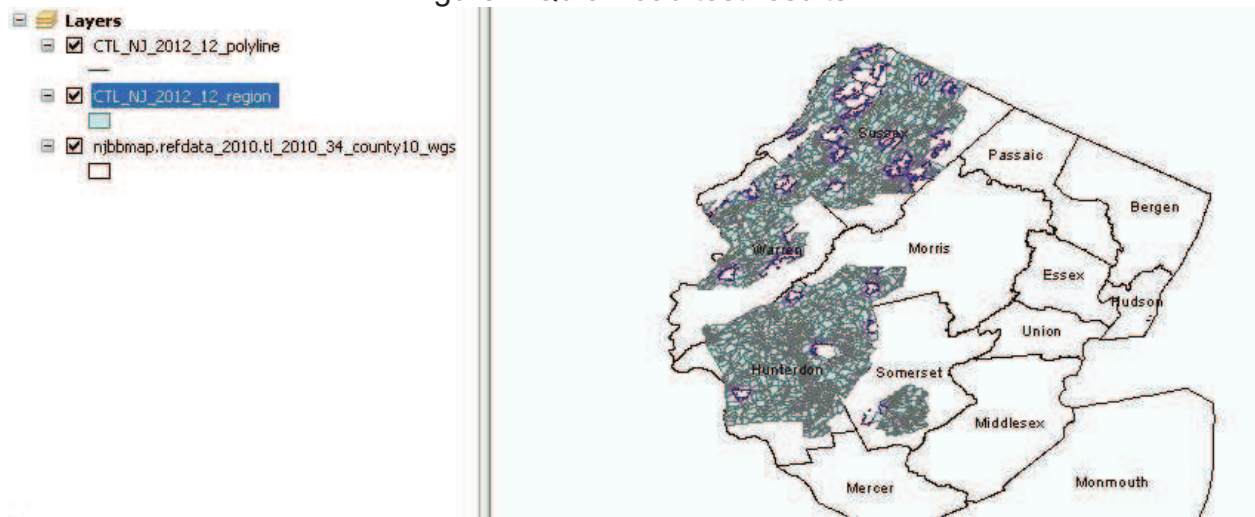 Layers
CTL_NJ_2012_12_polyline
CTL_NJ_2012_12_region
njbbmap.refdata_2010.tl_2010_34_county10_wgs
Sussex
Passaic
Bergen
Warren
Morris
Essex
Hudson
Union
Hunterdon
Somerset
Middlesex
Mercer
Monmouth